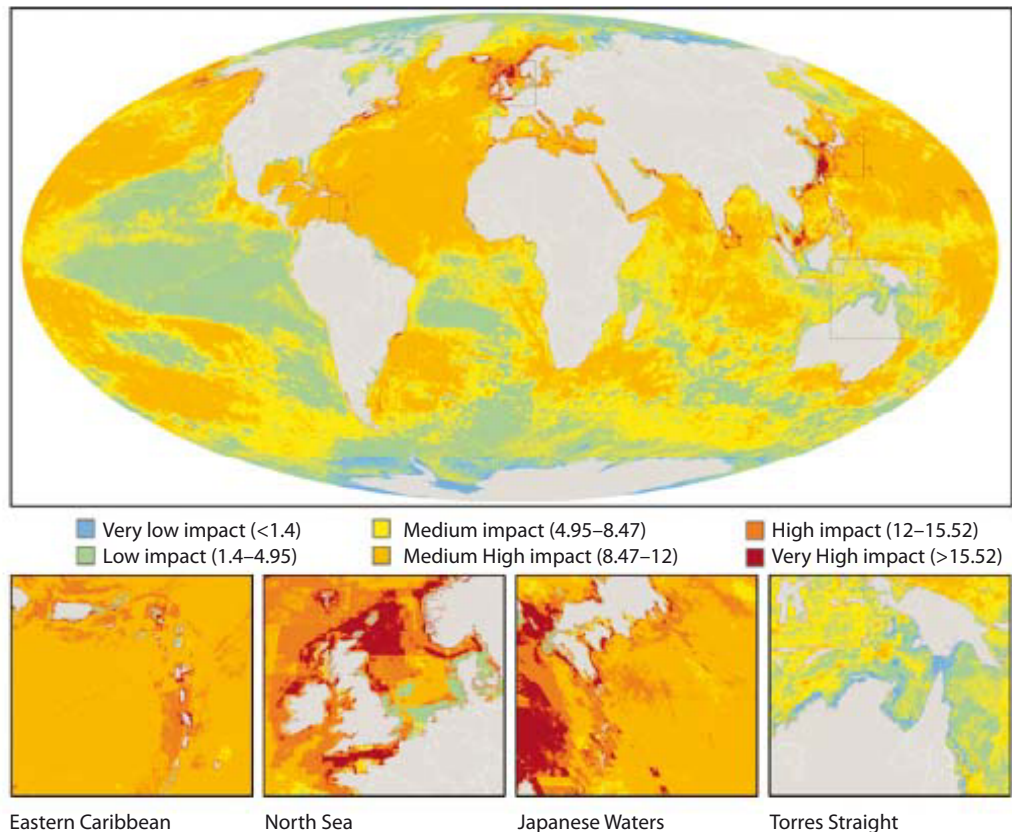 Very low impact (<1.4)
Medium impact (4.95–8.47)
High impact (12–15.52)
Low impact (1.4–4.95)
Medium High impact (8.47–12)
Very High impact (>15.52)
Eastern Caribbean
North Sea
Japanese Waters
Torres Straight